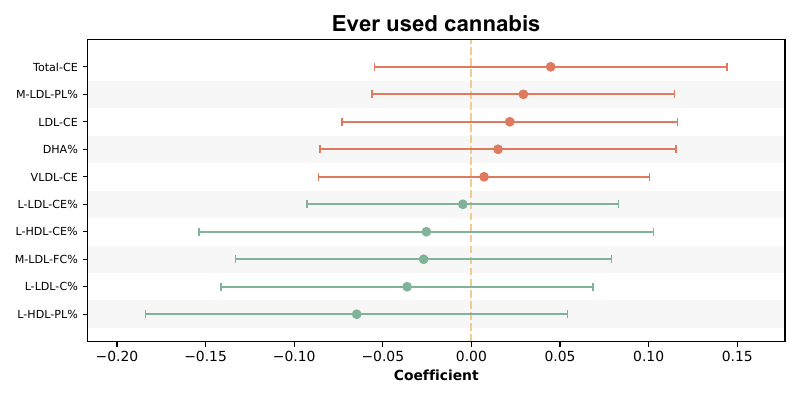 Ever used cannabis
Total-CE
M-LDL-PL%
LDL-CE
DHA%
VLDL-CE
L-LDL-CE%
L-HDL-CE%
M-LDL-FC%
L-LDL-C%
L-HDL-PL%
−0.20 −0.15 −0.10 −0.05 0.00 0.05 0.10 0.15
Coefficient